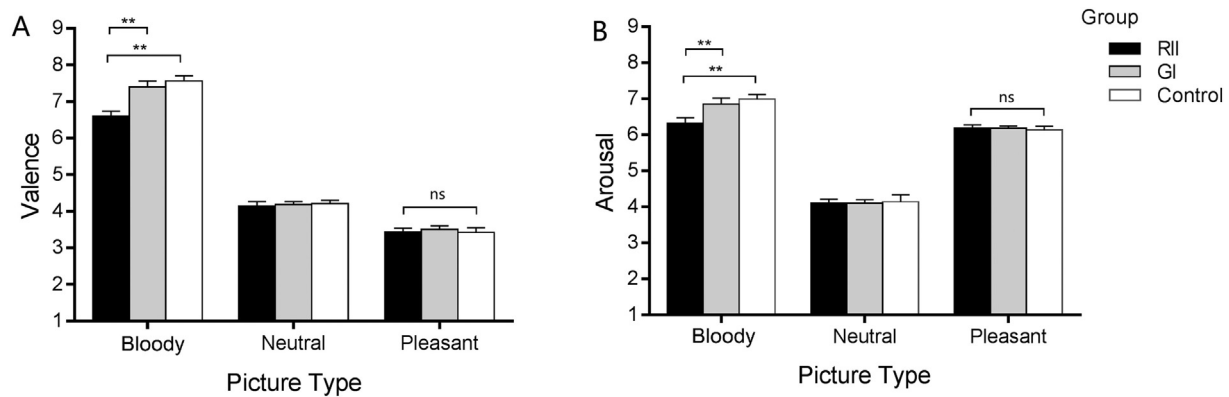 A
Valence
9
8
7
6
5
4
3
2
1
**
**
ns
Bloody
Neutral
Pleasant
Picture Type
B
Arousal
9
8
7
6
5
4
3
2
1
**
**
ns
Bloody
Neutral
Pleasant
Picture Type
Group
RII
GI
Control